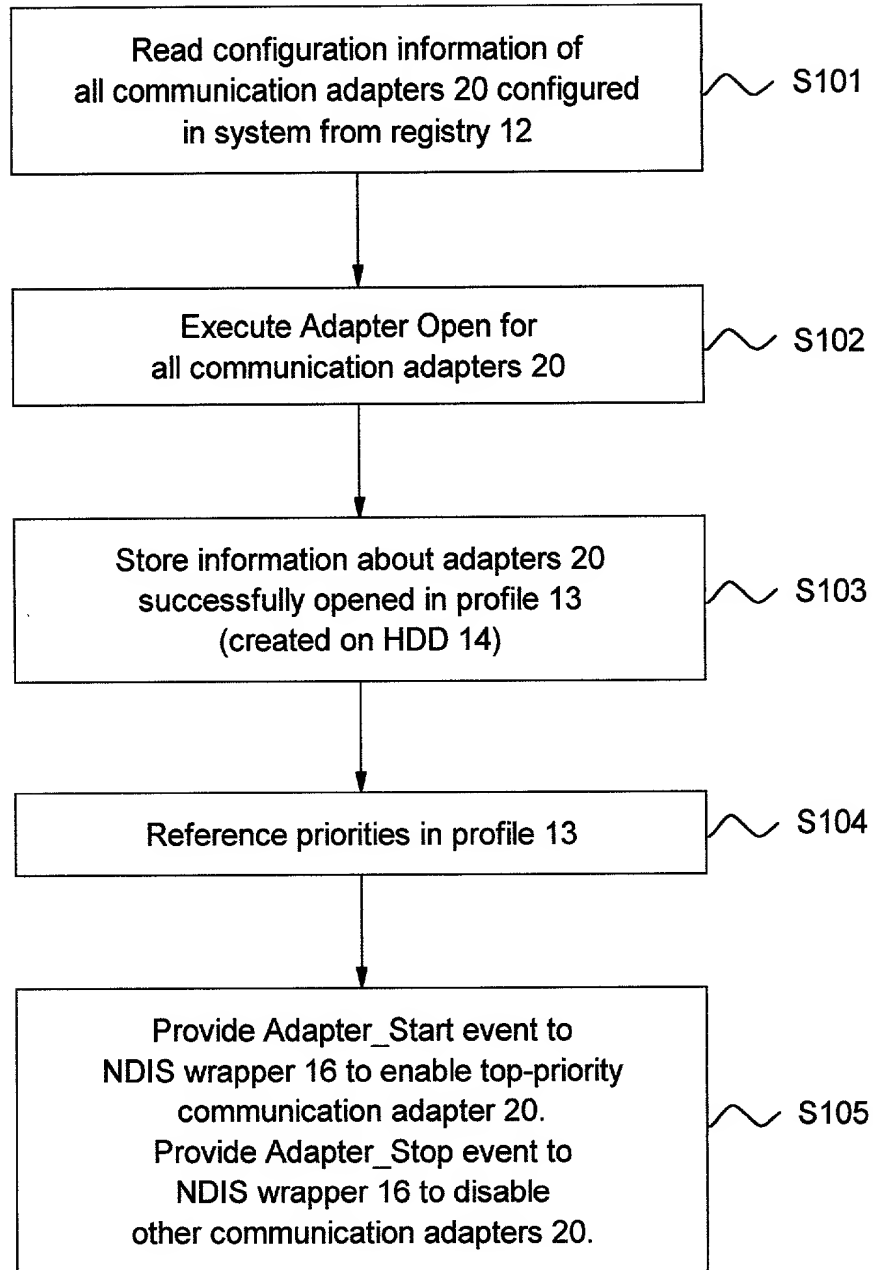 Read configuration information of
all communication adapters 20 configured
in system from registry 12
S101
Execute Adapter Open for
all communication adapters 20
S102
Store information about adapters 20
successfully opened in profile 13
(created on HDD 14)
S103
Reference priorities in profile 13
S104
Provide Adapter_Start event to
NDIS wrapper 16 to enable top-priority
communication adapter 20.
Provide Adapter_Stop event to
NDIS wrapper 16 to disable
other communication adapters 20.
S105